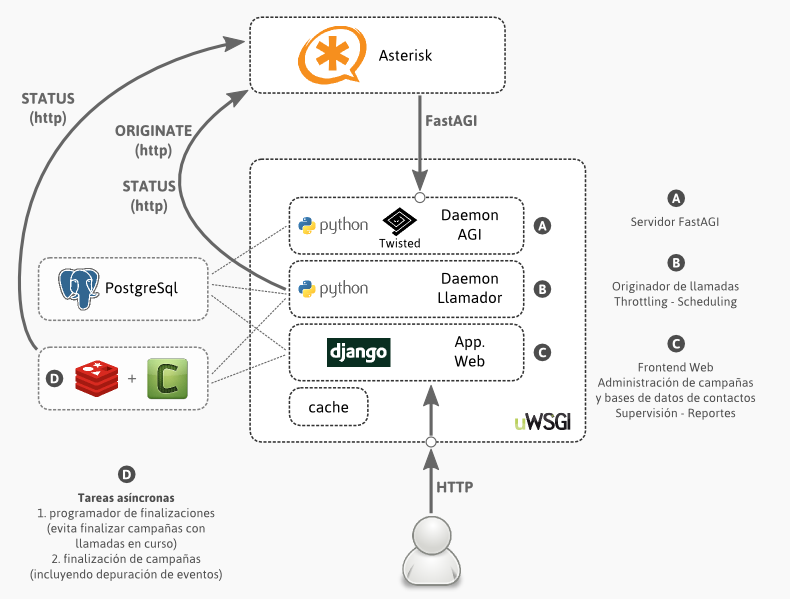 Asterisk
STATUS
(http)
ORIGINATE
(http)
STATUS
(http)
FastAGI
python
Twisted
Daemon
AGI
A
python
Daemon
Llamador
B
django
App.
Web
C
cache
uWSGI
PostgreSql
D
+
C
HTTP
A
Servidor FastAGI
B
Originador de llamadas
Throttling - Scheduling
C
Frontend Web
Administración de campañas
y bases de datos de contactos
Supervisión - Reportes
D
Tareas asíncronas
1. programador de finalizaciones
(evita finalizar campañas con
llamadas en curso)
2. finalización de campañas
(incluyendo depuración de eventos)